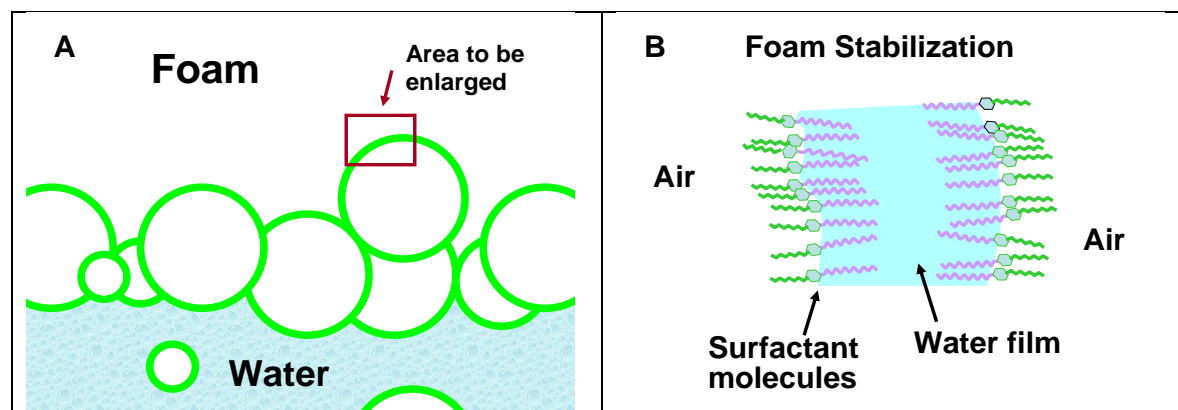 A
Foam
Area to be
enlarged
Water
B
Foam Stabilization
Air
Air
Surfactant
molecules
Water film